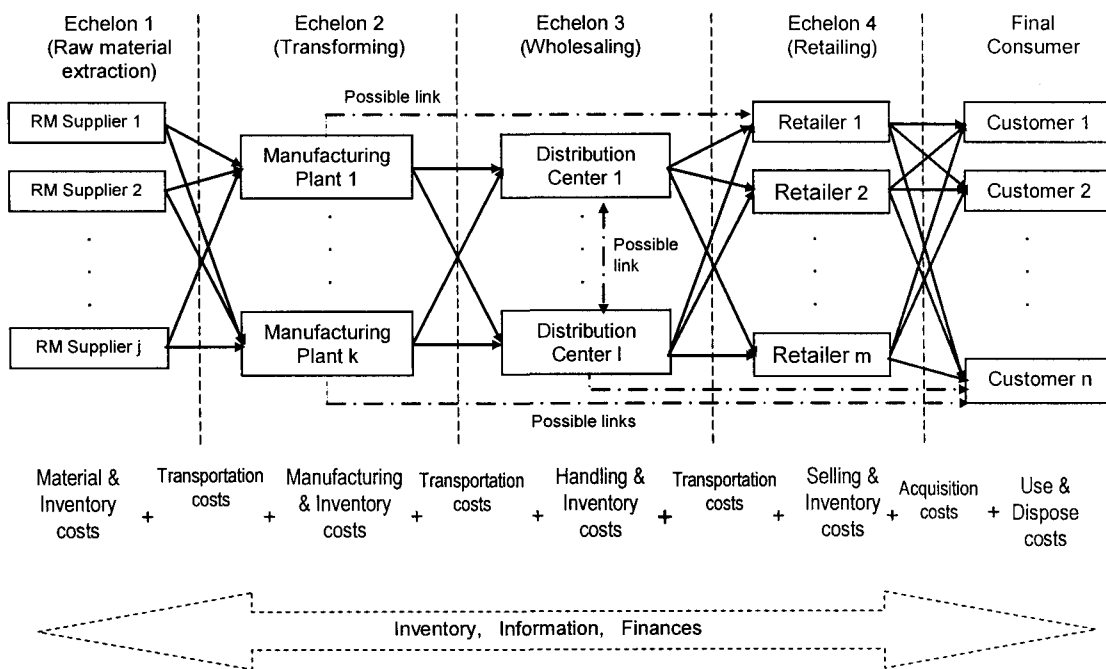 Echelon 1
(Raw material
extraction)
Echelon 2
(Transforming)
Echelon 3
(Wholesaling)
Echelon 4
(Retailing)
Final
Consumer
RM Supplier 1
RM Supplier 2
RM Supplier j
Manufacturing
Plant 1
Manufacturing
Plant k
Possible link
Distribution
Center 1
Possible
link
Distribution
Center l
Retailer 1
Retailer 2
Retailer m
Customer 1
Customer 2
Customer n
Possible links
Material &
Inventory
costs
+
Transportation
costs
+
Manufacturing
& Inventory
costs
+
Transportation
costs
+
Handling &
Inventory
costs
+
Transportation
costs
+
Selling &
Inventory
costs
+
Acquisition
costs
+
Use &
Dispose
costs
Inventory, Information, Finances